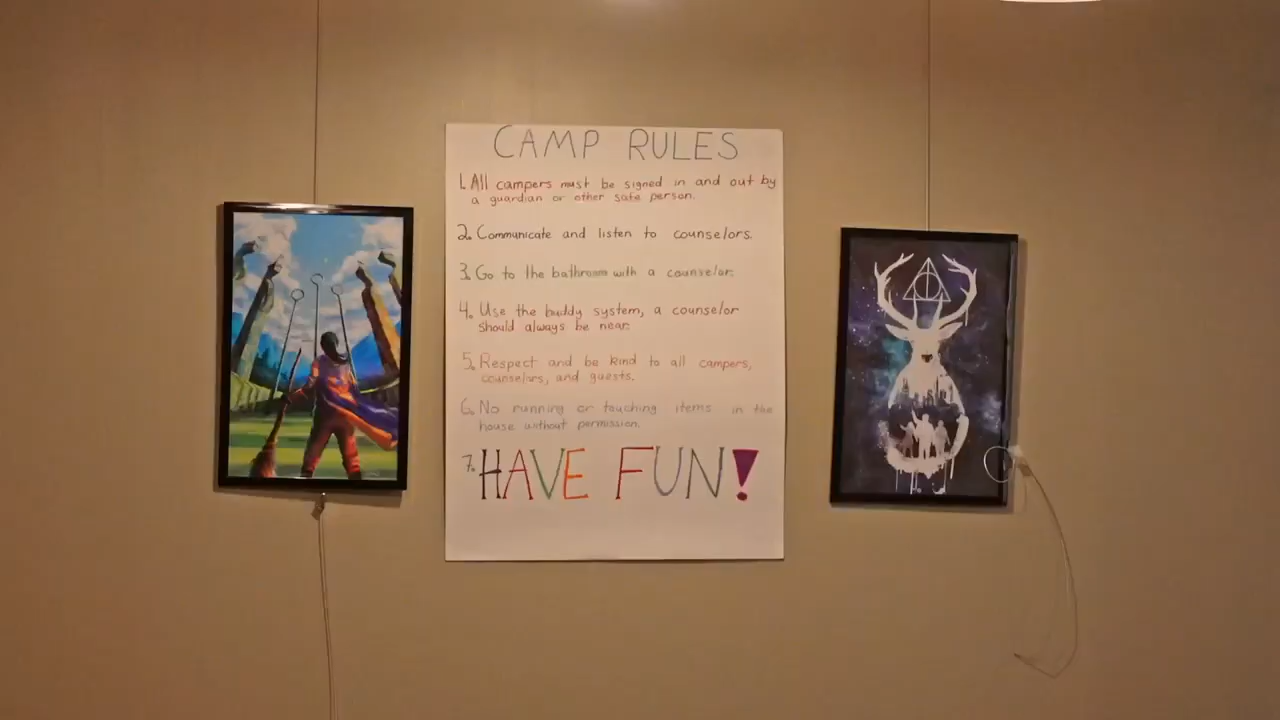 CAMP RULES
1. All campers must be signed in and out by
a guardian or other safe person.
2. Communicate and listen to counselors.
3. Go to the bathroom with a counselor.
4. Use the buddy system, a counselor
should always be near.
5. Respect and be kind to all campers,
counselors, and guests.
6. No running or touching items in the
house without permission.
7. HAVE FUN!